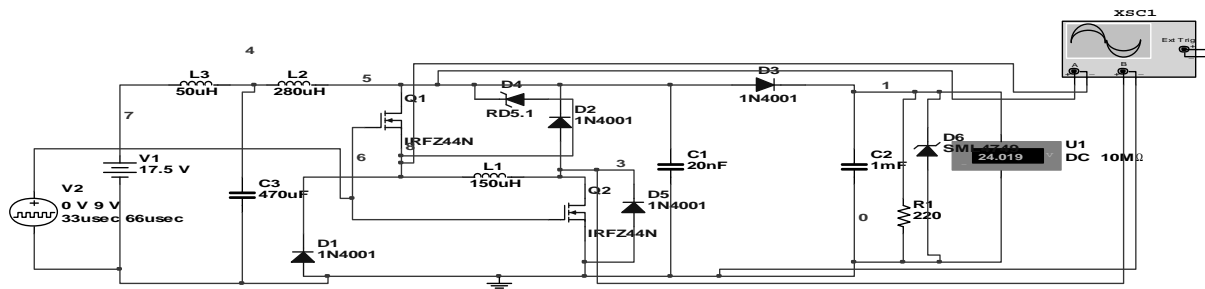 XSC1
Ext Trig
+
-
A
B
+
-
+
-
4
L3
50uH
L2
280uH
5
D4
RD5.1
D2
1N4001
D3
1N4001
1
Q1
IRFZ44N
7
V1
17.5 V
6
8
L1
150uH
3
C1
20nF
C2
1mF
D6
24.019
V
U1
DC 10MΩ
V2
0 V 9 V
33usec 66usec
C3
470uF
Q2
IRFZ44N
D5
1N4001
0
R1
220
D1
1N4001